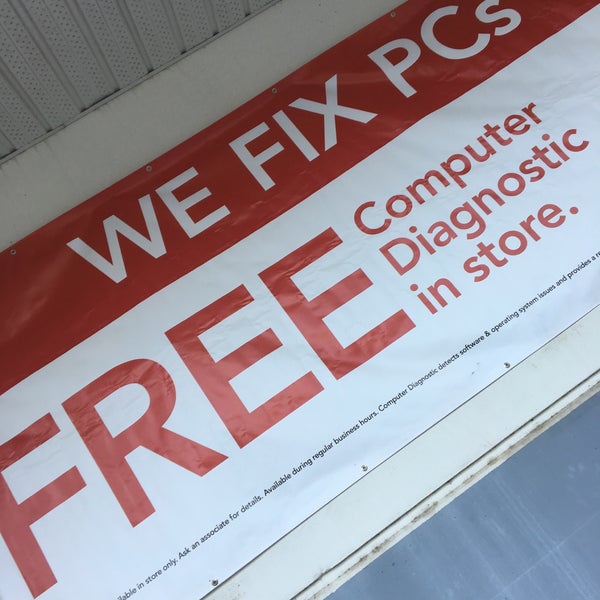 WE FIX PCs
FREE
Computer
Diagnostic
in store.
in store only. Ask an associate for details. Available during regular business hours. Computer Diagnostic detects software & operating system issues and provides a